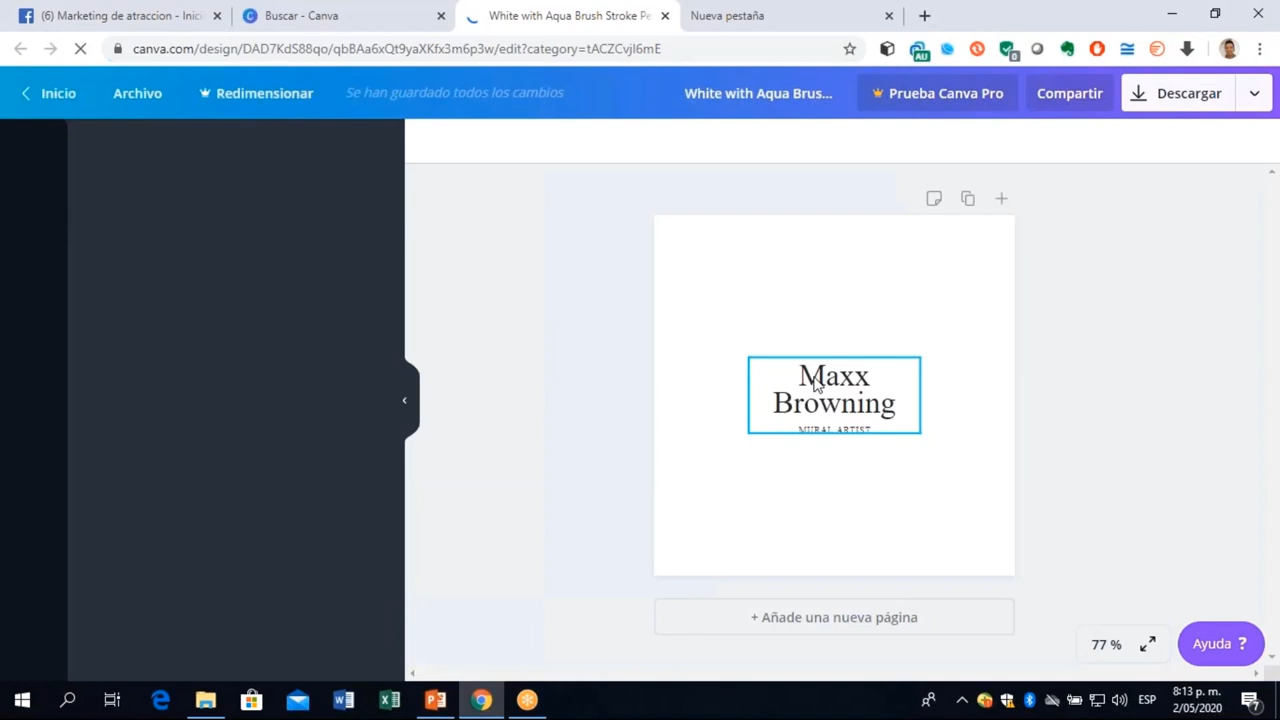 (6) Marketing de atraccion - Inic
Buscar - Canva
White with Aqua Brush Stroke Pe
Nueva pestaña
canva.com/design/DAD7KdS88qo/qbBAa6xQt9yaXKfx3m6p3w/edit?category=tACZCvjI6mE
AU
0
Inicio
Archivo
Redimensionar
Se han guardado todos los cambios
White with Aqua Brus...
Prueba Canva Pro
Compartir
Descargar
Maxx
Browning
MURAL ARTIST
+ Añade una nueva página
77 %
Ayuda ?
ESP
8:13 p. m.
2/05/2020
7